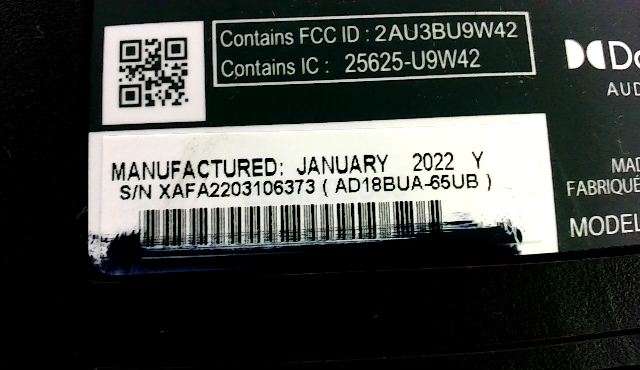 Contains FCC ID : 2AU3BU9W42
Contains IC : 25625-U9W42
AUD
MANUFACTURED: JANUARY 2022 Y
S/N XAFA2203106373 ( AD18BUA-65UB )
MAD
FABRIQUÉ
MODEL